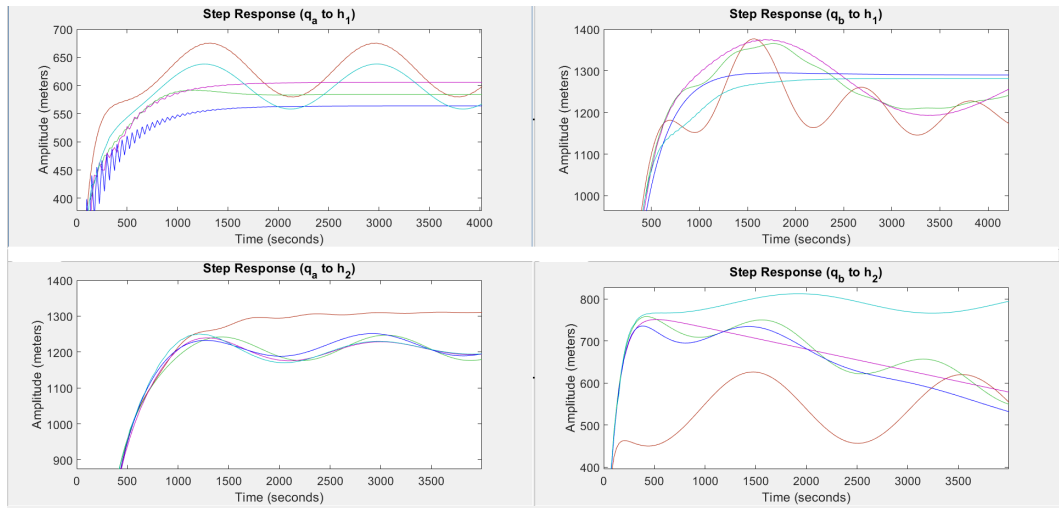 Step Response (q_a to h_1)
700
650
600
550
500
450
400
Amplitude (meters)
0 500 1000 1500 2000 2500 3000 3500 4000
Time (seconds)
Step Response (q_b to h_1)
1400
1300
1200
1100
1000
Amplitude (meters)
500 1000 1500 2000 2500 3000 3500 4000
Time (seconds)
Step Response (q_a to h_2)
1400
1300
1200
1100
1000
900
Amplitude (meters)
0 500 1000 1500 2000 2500 3000 3500
Time (seconds)
Step Response (q_b to h_2)
800
700
600
500
400
Amplitude (meters)
0 500 1000 1500 2000 2500 3000 3500
Time (seconds)